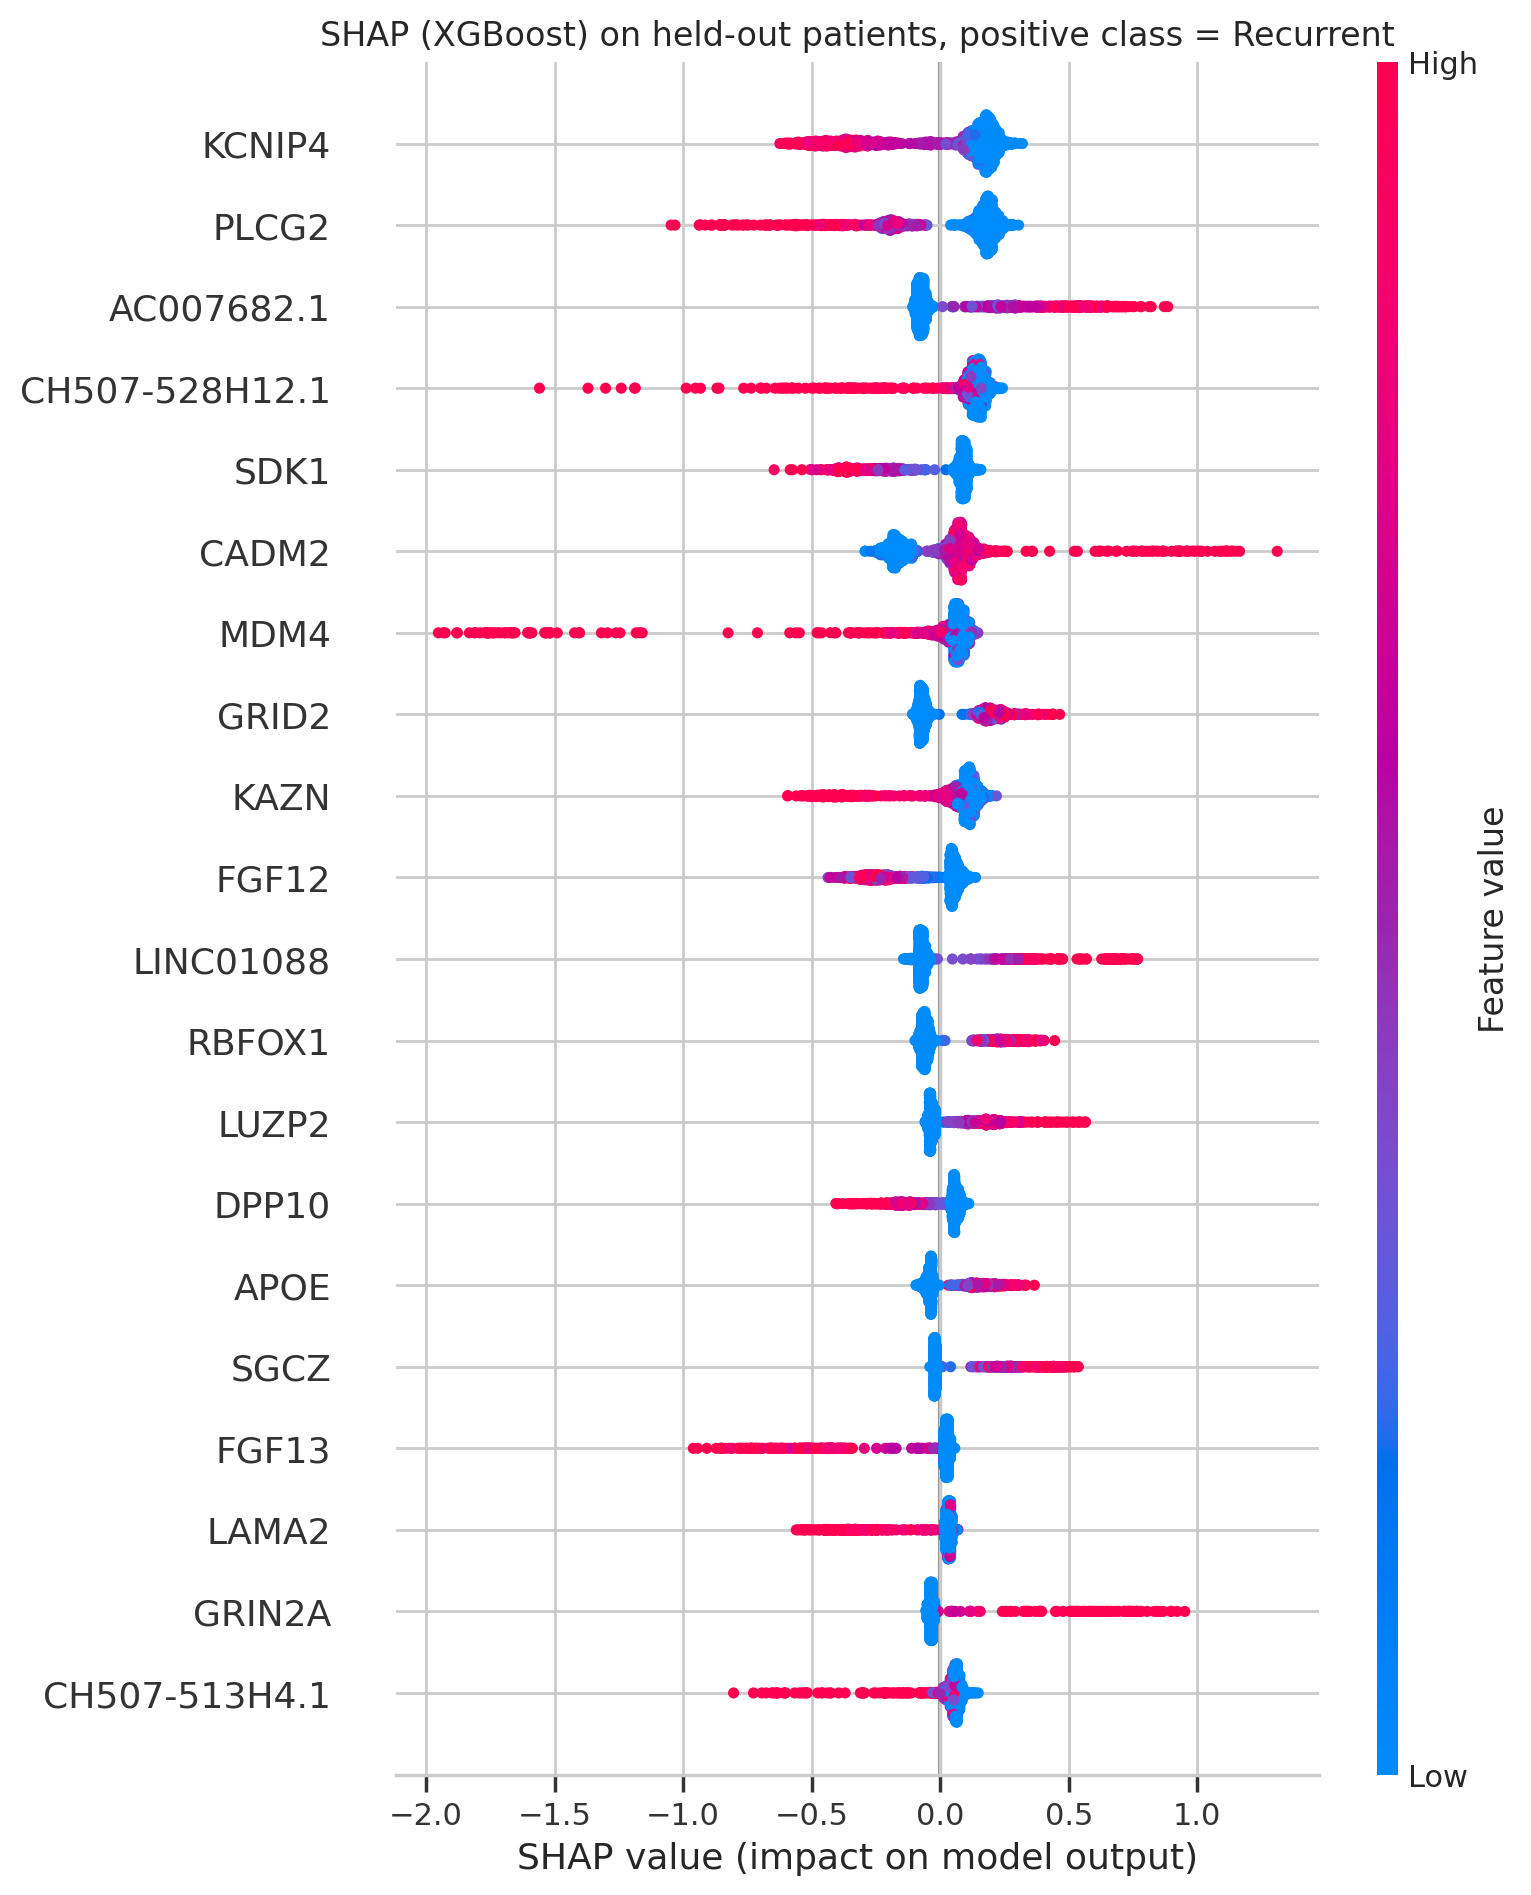 SHAP (XGBoost) on held-out patients, positive class = Recurrent
High
KCNIP4
PLCG2
AC007682.1
CH507-528H12.1
SDK1
CADM2
MDM4
GRID2
KAZN
FGF12
LINC01088
RBFOX1
LUZP2
DPP10
APOE
SGCZ
FGF13
LAMA2
GRIN2A
CH507-513H4.1
Feature value
Low
−2.0 −1.5 −1.0 −0.5 0.0 0.5 1.0
SHAP value (impact on model output)